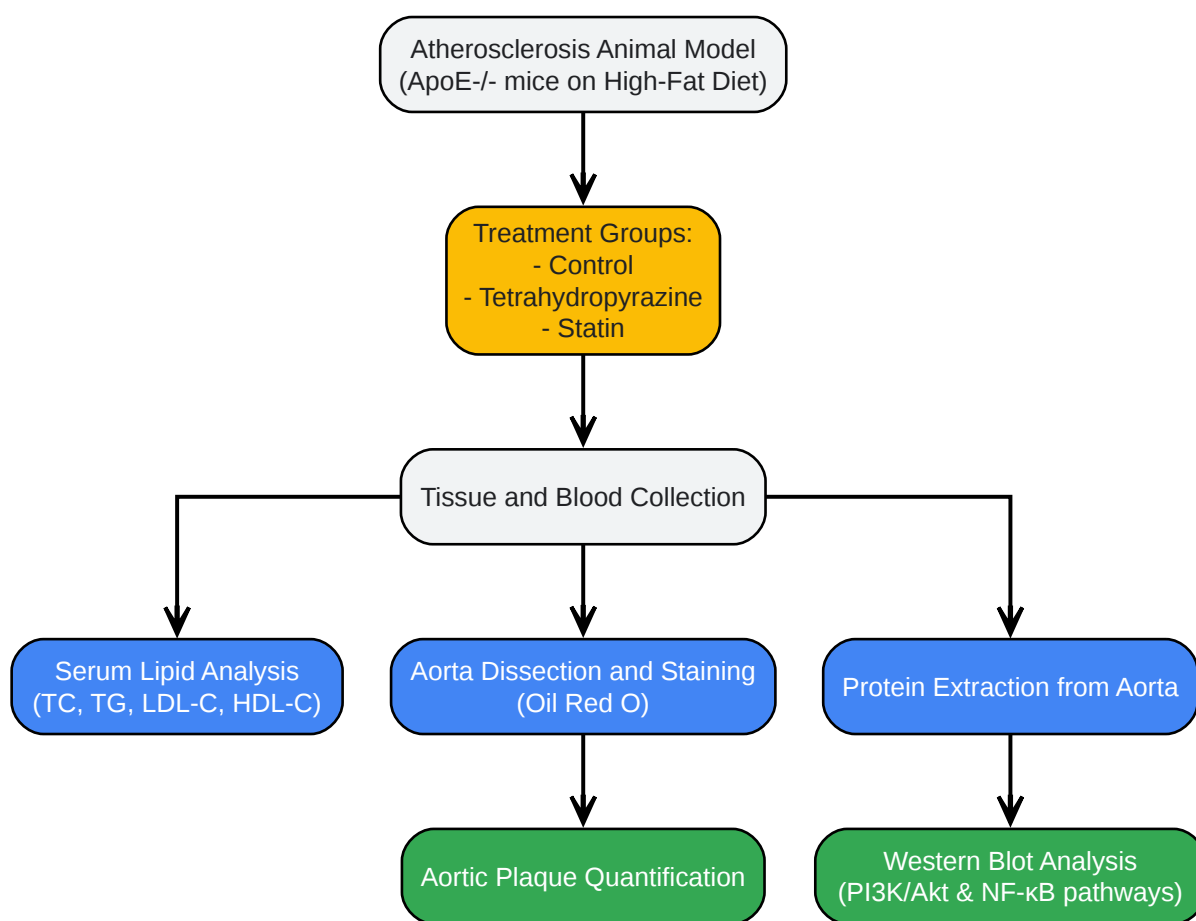 Atherosclerosis Animal Model
(ApoE-/- mice on High-Fat Diet)
Treatment Groups:
- Control
- Tetrahydropyrazine
- Statin
Tissue and Blood Collection
Serum Lipid Analysis
(TC, TG, LDL-C, HDL-C)
Aorta Dissection and Staining
(Oil Red O)
Protein Extraction from Aorta
Aortic Plaque Quantification
Western Blot Analysis
(PI3K/Akt & NF-κB pathways)